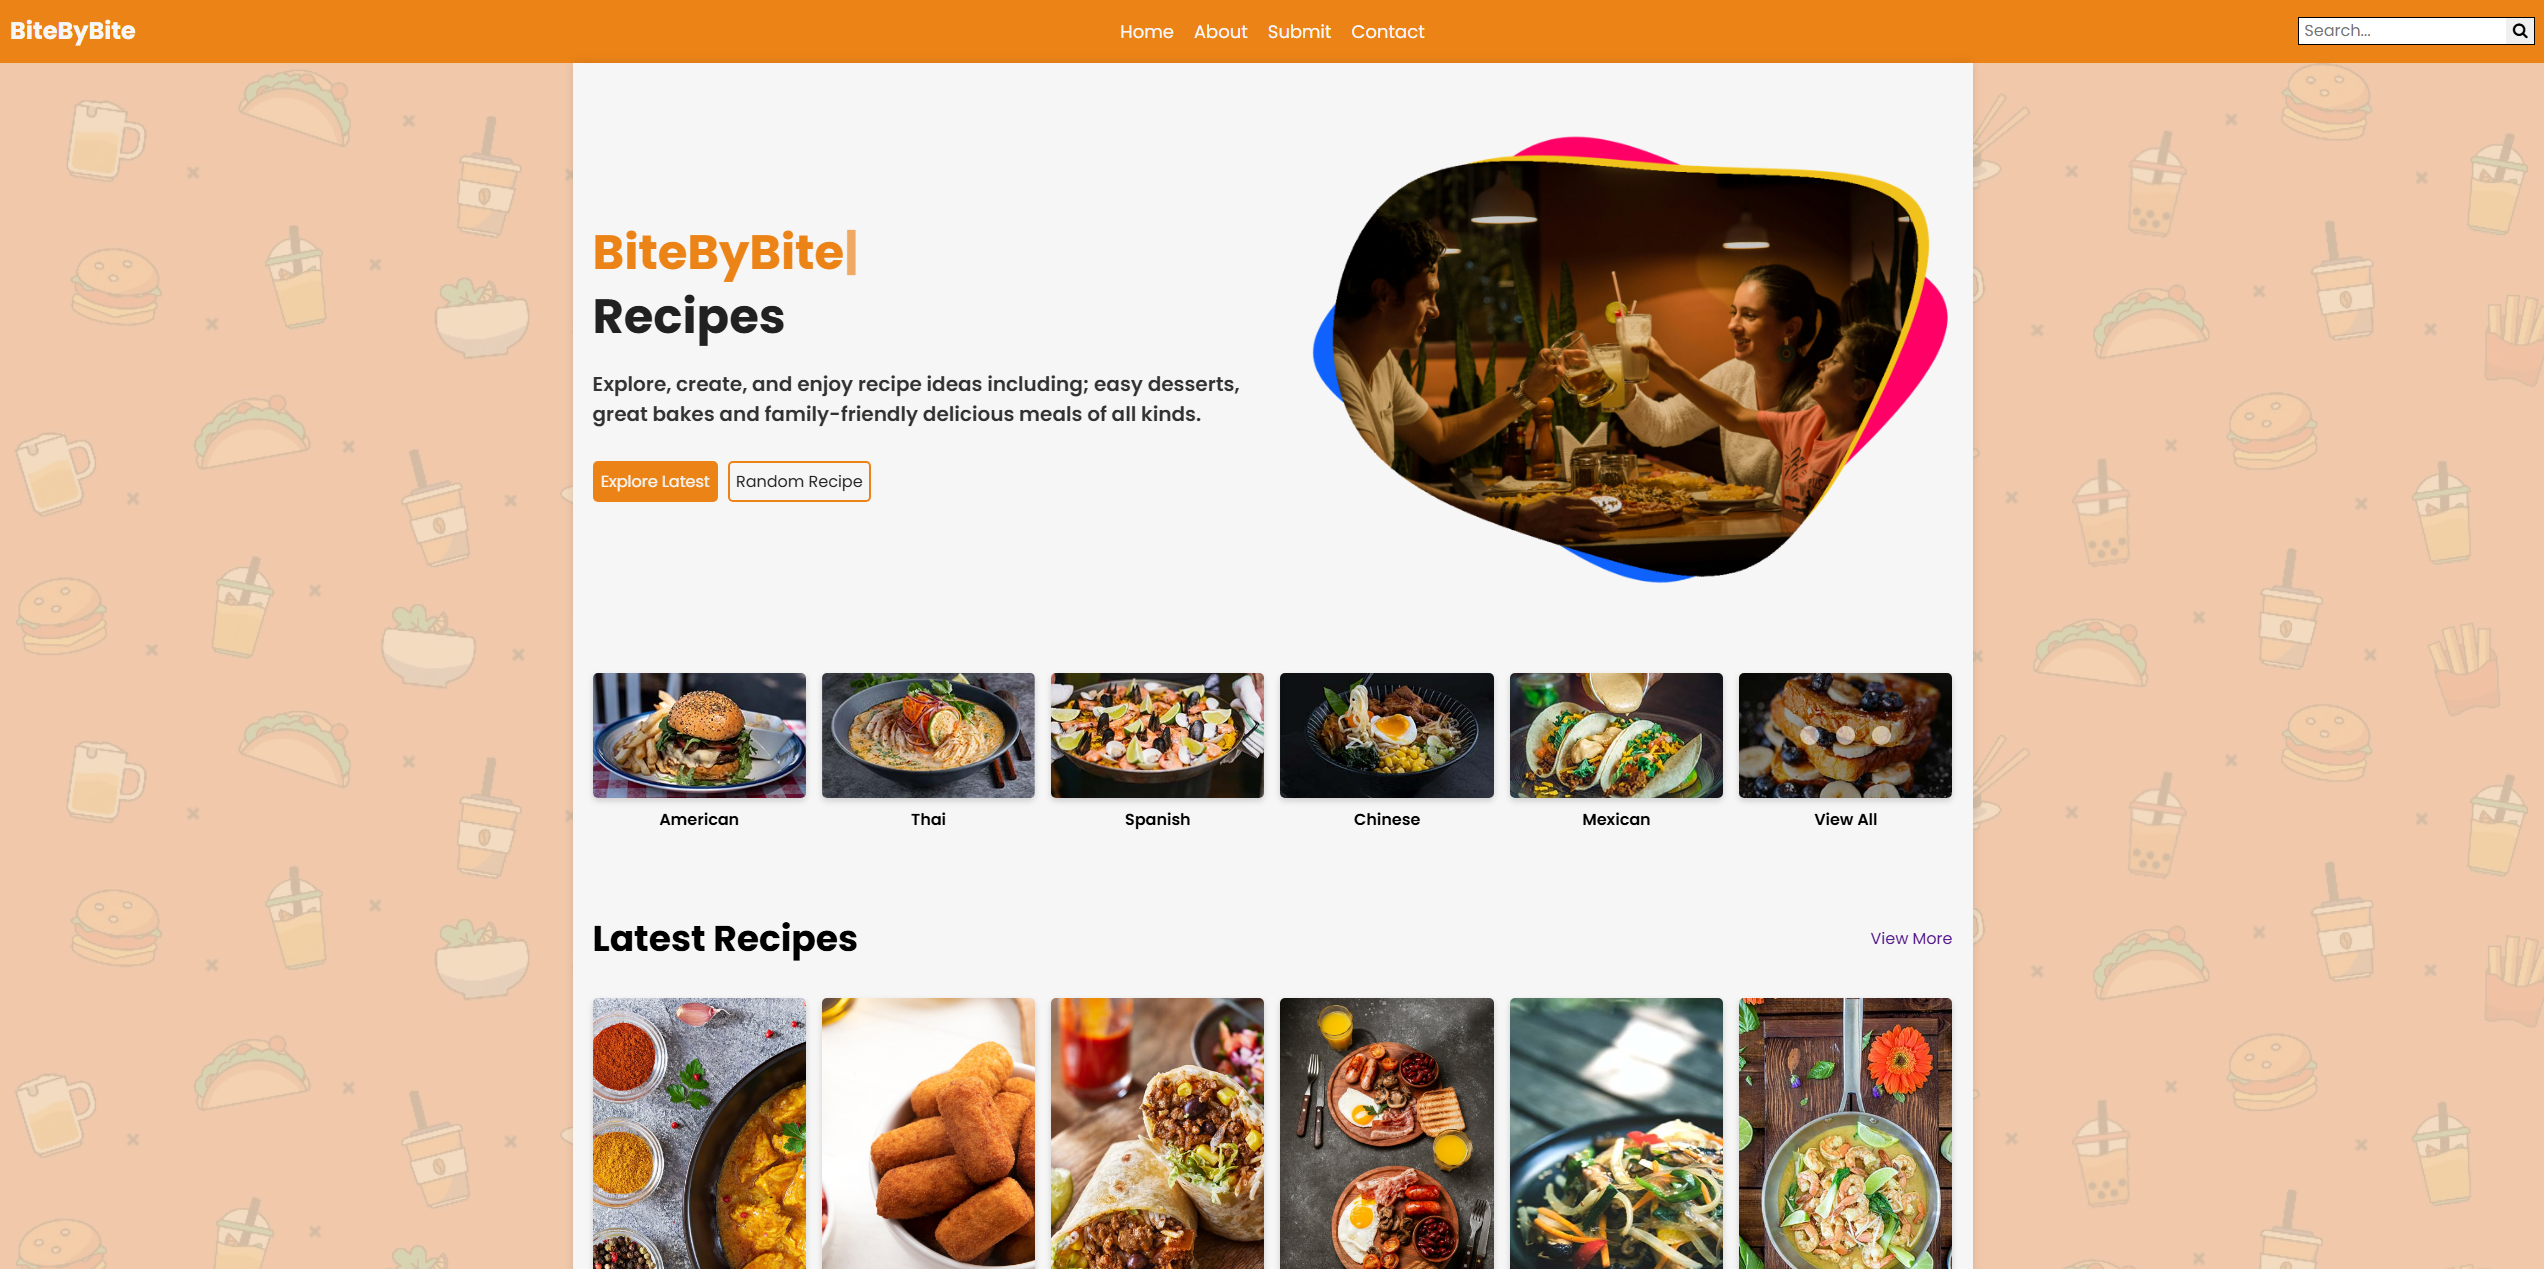 BiteByBite
Home About Submit Contact
Search...
BiteByBite|
Recipes
Explore, create, and enjoy recipe ideas including; easy desserts,
great bakes and family-friendly delicious meals of all kinds.
Explore Latest
Random Recipe
American
Thai
Spanish
Chinese
Mexican
View All
Latest Recipes
View More